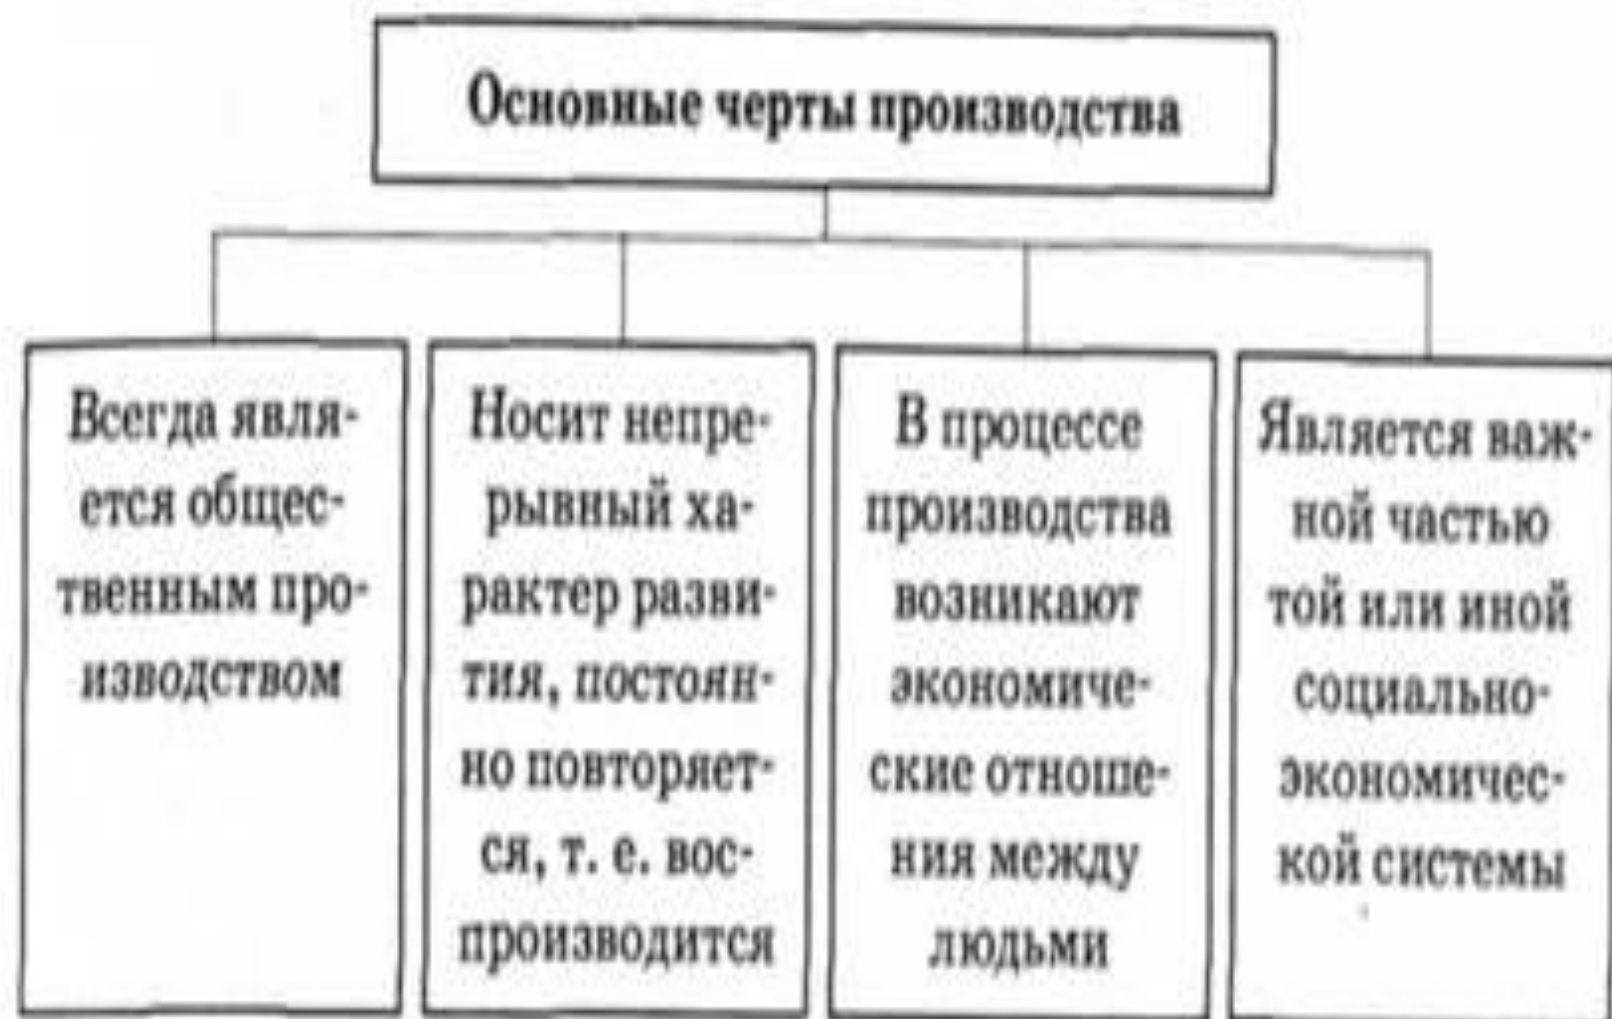 Основные черты производства
Всегда явля-
ется общес-
твенным про-
изводством
Носит непре-
рывный ха-
рактер разви-
тия, постоян-
но повторяет-
ся, т. е. вос-
производится
В процессе
производства
возникают
экономиче-
ские отноше-
ния между
людьми
Является важ-
ной частью
той или иной
социально-
экономичес-
кой системы